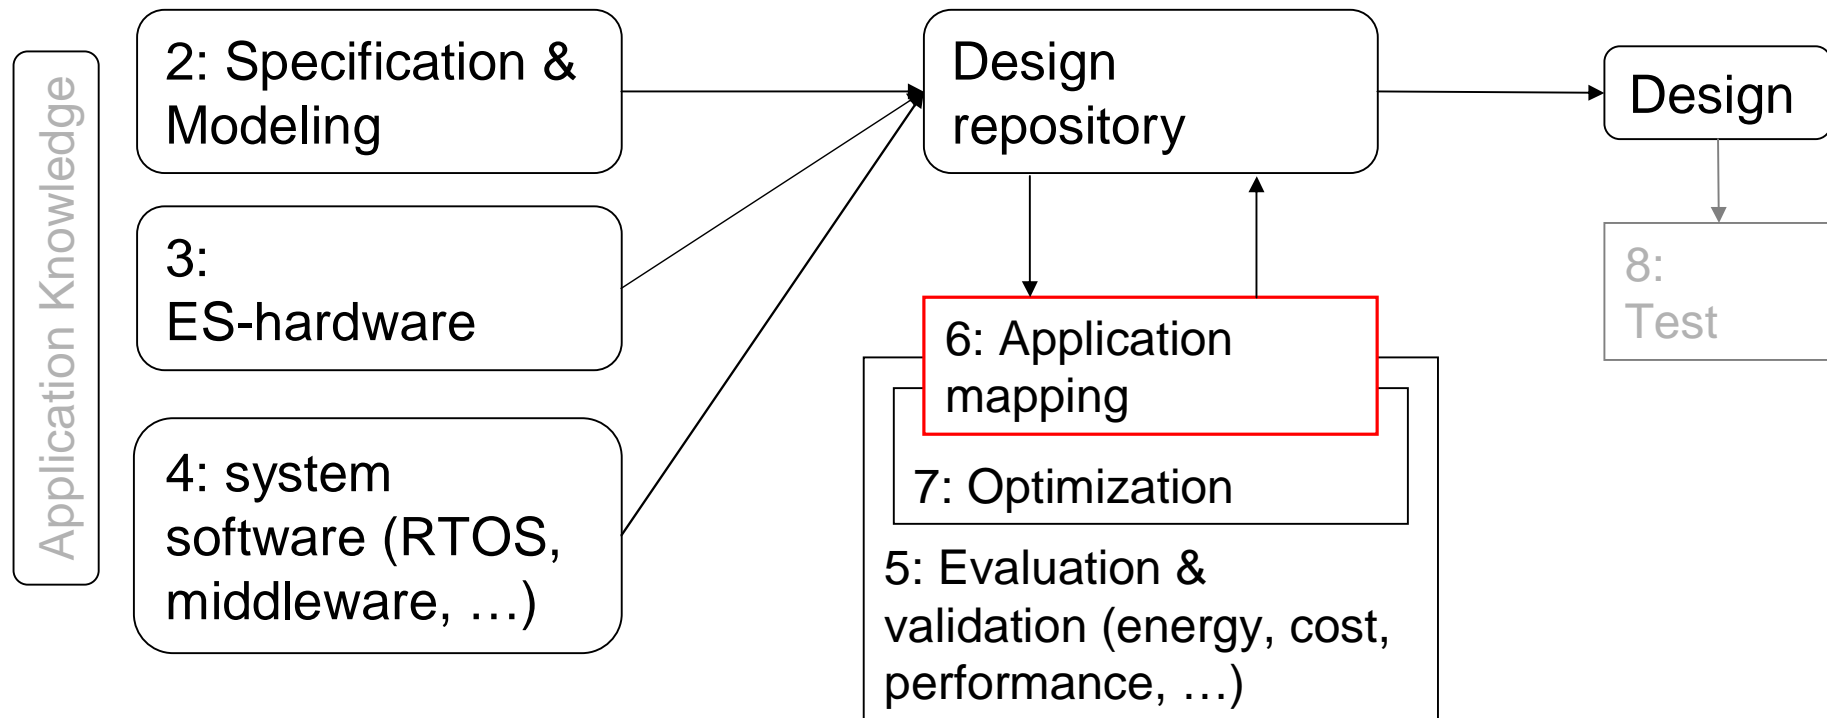 Application Knowledge
2: Specification &
Modeling
3:
ES-hardware
4: system
software (RTOS,
middleware, …)
Design
repository
6: Application
mapping
7: Optimization
5: Evaluation &
validation (energy, cost,
performance, …)
Design
8:
Test